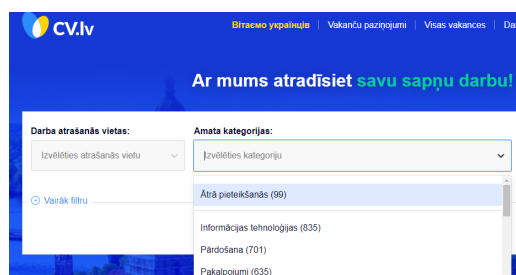 CV.lv
Вітаємо українців
Vakanču paziņojumi
Visas vakances
Ar mums atradīsiet savu sapņu darbu!
Darba atrašanās vietas:
Amata kategorijas:
Izvēlēties atrašanās vietu
Izvēlēties kategoriju
Ātrā pieteikšanās (99)
Vairāk filtru
Informācijas tehnoloģijas (835)
Pārdošana (701)
Pakalpojumi (635)